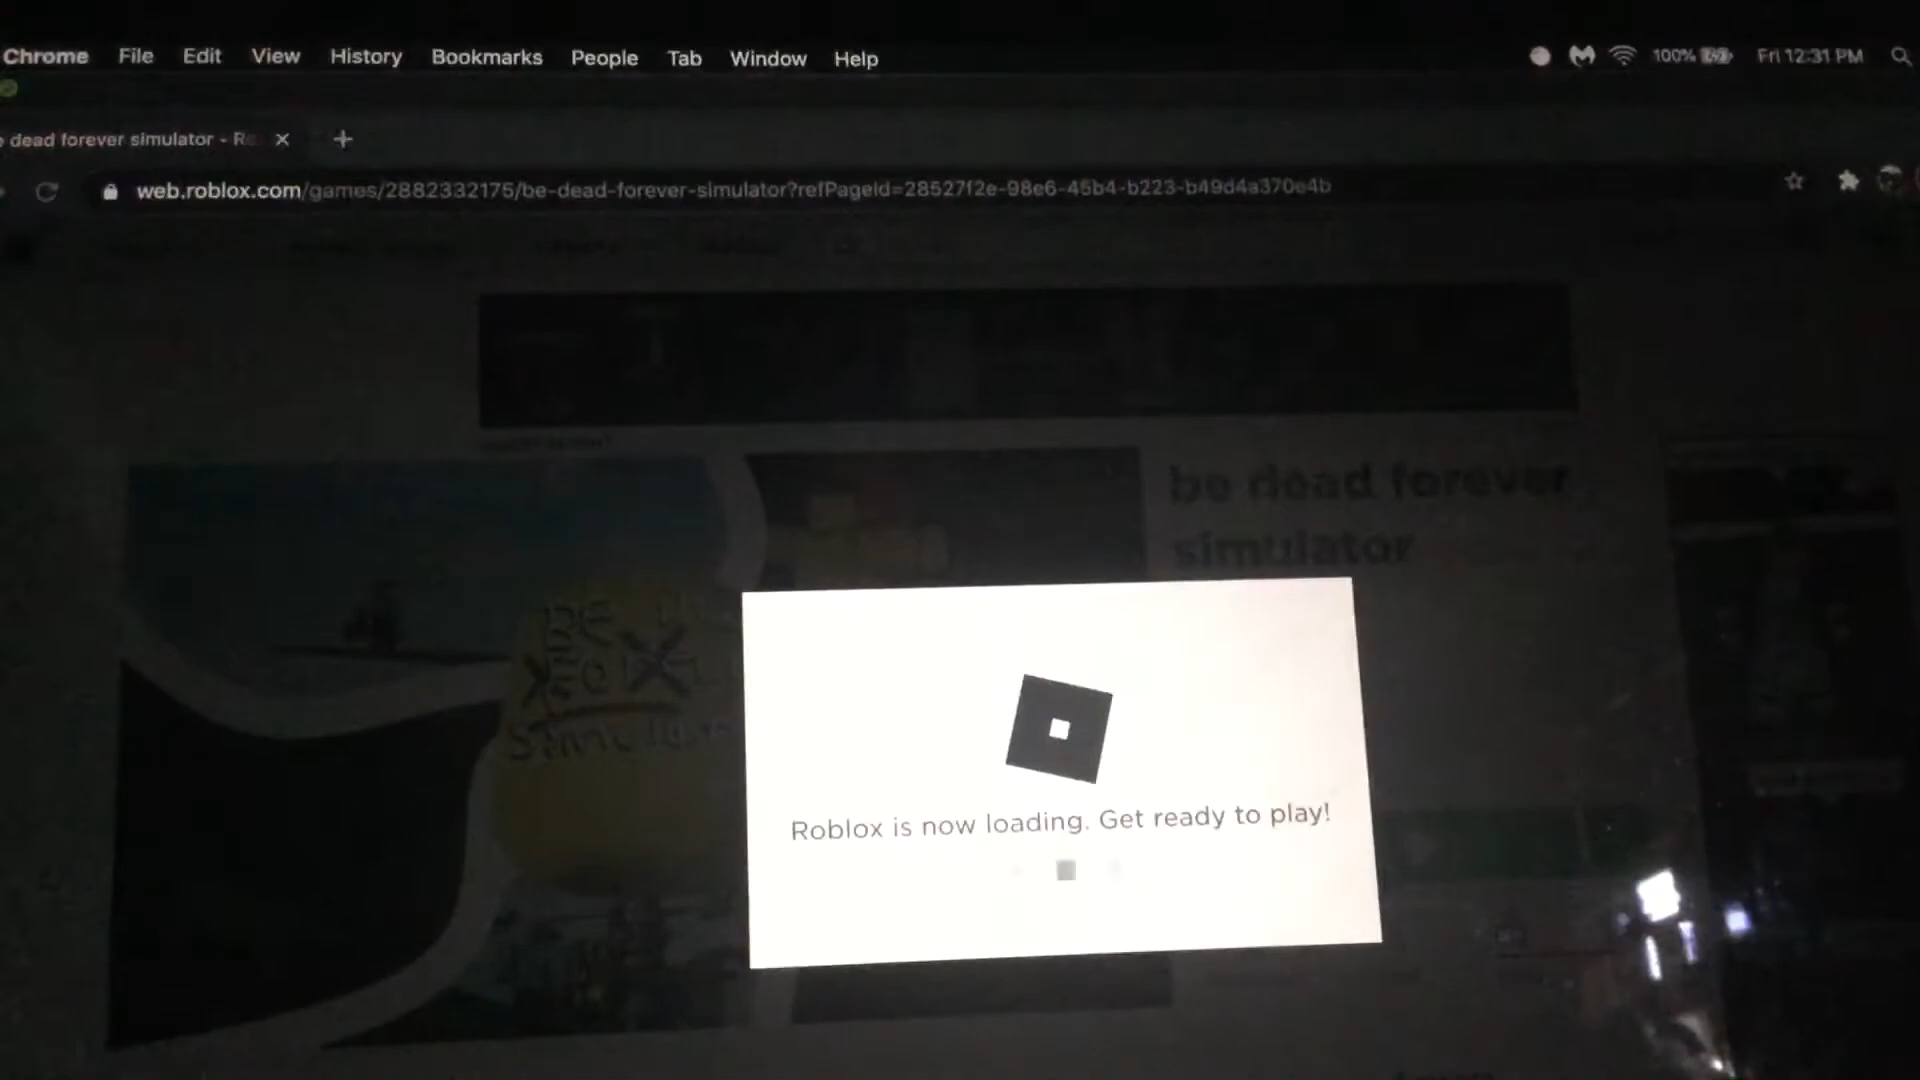 Chrome File Edit View History Bookmarks People Tab Window Help 100% Fri 12:31 PM
dead forever simulator - Ro
web.roblox.com/games/2882332175/be-dead-forever-simulator?refPageId=28527f2e-98e6-45b4-b223-b49d4a370e4b
be dead forever
simulator
BE
Roblox is now loading. Get ready to play!